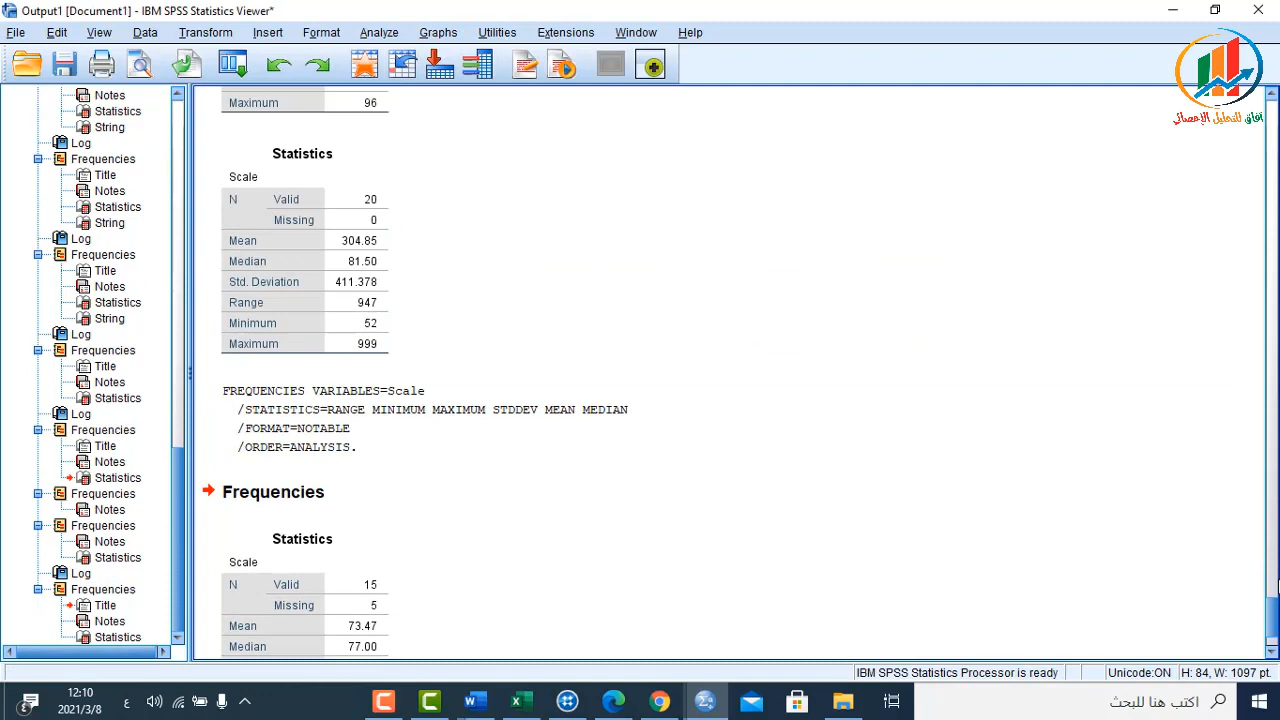 Output1 [Document1] - IBM SPSS Statistics Viewer*
File Edit View Data Transform Insert Format Analyze Graphs Utilities Extensions Window Help
آفاق للتحليل الإحصائي
Notes
Statistics
String
Log
Frequencies
Title
Notes
Statistics
String
Log
Frequencies
Title
Notes
Statistics
String
Log
Frequencies
Title
Notes
Statistics
Log
Frequencies
Title
Notes
Statistics
Frequencies
Notes
Frequencies
Notes
Statistics
Log
Frequencies
Title
Notes
Statistics
Maximum 96
Statistics
Scale
N Valid 20
Missing 0
Mean 304.85
Median 81.50
Std. Deviation 411.378
Range 947
Minimum 52
Maximum 999
FREQUENCIES VARIABLES=Scale
/STATISTICS=RANGE MINIMUM MAXIMUM STDDEV MEAN MEDIAN
/FORMAT=NOTABLE
/ORDER=ANALYSIS.
Frequencies
Statistics
Scale
N Valid 15
Missing 5
Mean 73.47
Median 77.00
IBM SPSS Statistics Processor is ready Unicode:ON H: 84, W: 1097 pt.
12:10
2021/3/8
ع
اكتب هنا للبحث